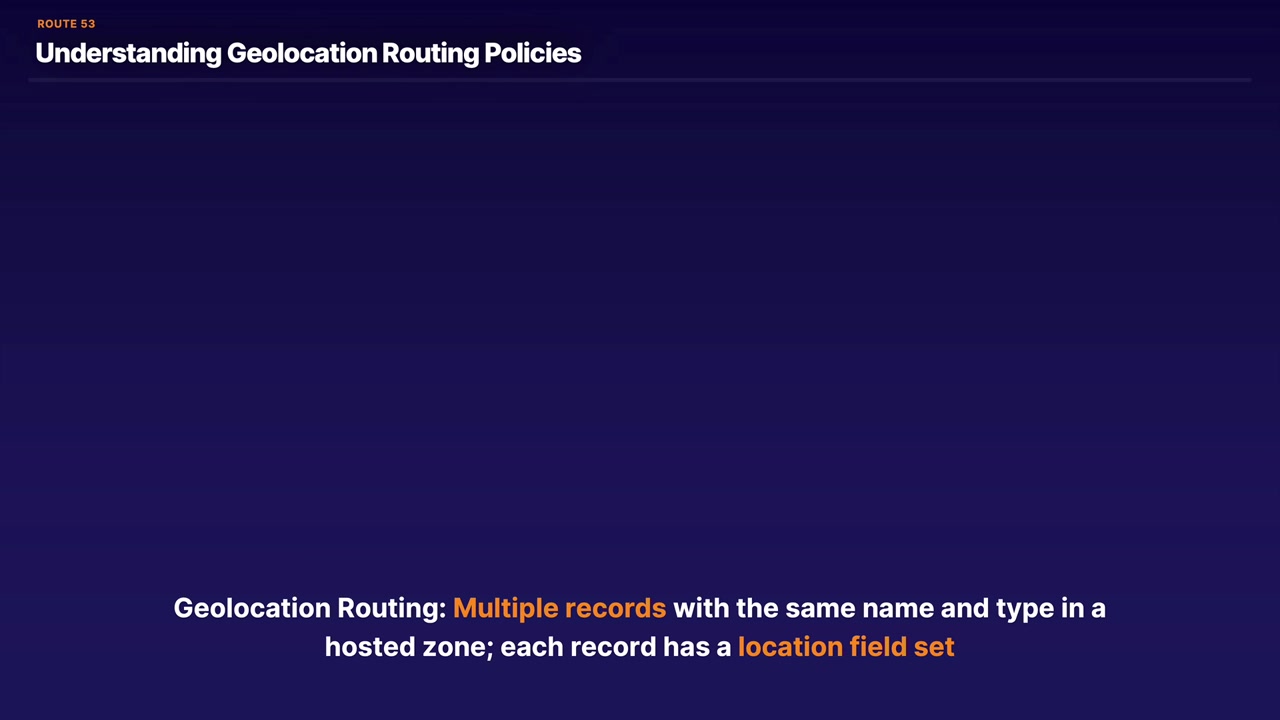 ROUTE 53
Understanding Geolocation Routing Policies
Geolocation Routing: Multiple records with the same name and type in a
hosted zone; each record has a location field set